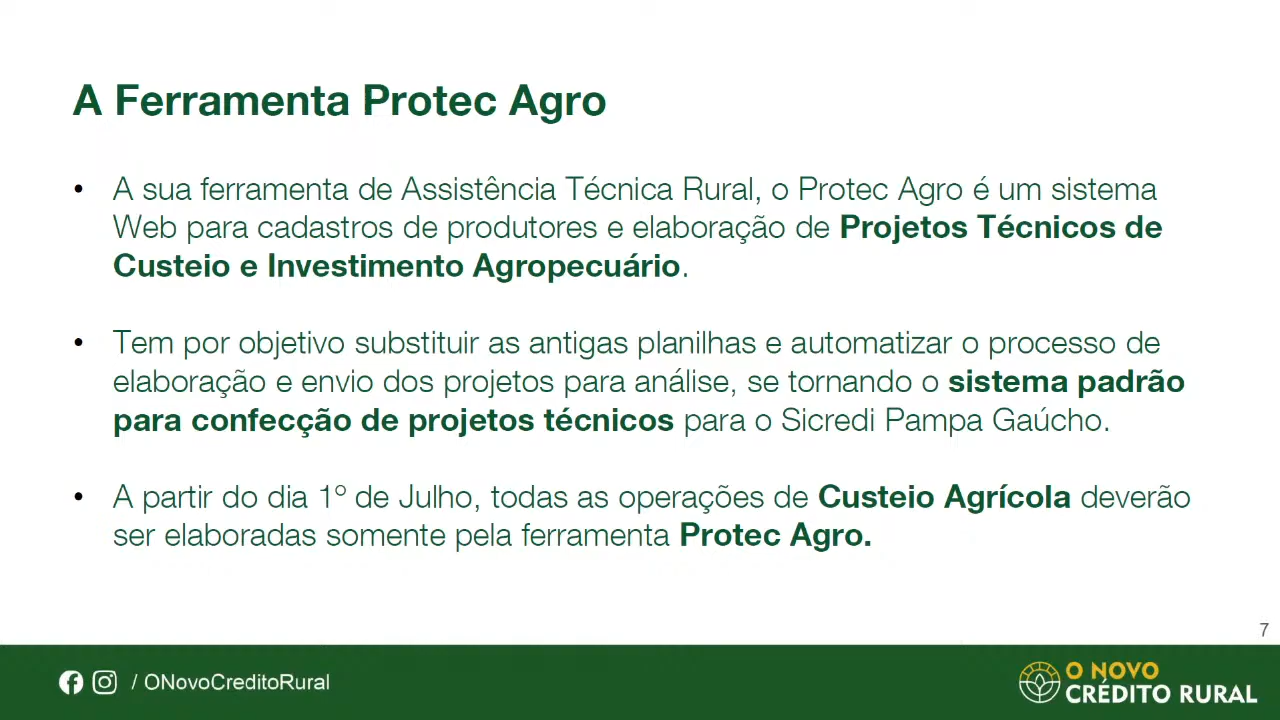 A Ferramenta Protec Agro
• A sua ferramenta de Assistência Técnica Rural, o Protec Agro é um sistema
Web para cadastros de produtores e elaboração de Projetos Técnicos de
Custeio e Investimento Agropecuário.
• Tem por objetivo substituir as antigas planilhas e automatizar o processo de
elaboração e envio dos projetos para análise, se tornando o sistema padrão
para confecção de projetos técnicos para o Sicredi Pampa Gaúcho.
• A partir do dia 1º de Julho, todas as operações de Custeio Agrícola deverão
ser elaboradas somente pela ferramenta Protec Agro.
7
/ ONovoCreditoRural
O NOVO
CRÉDITO RURAL